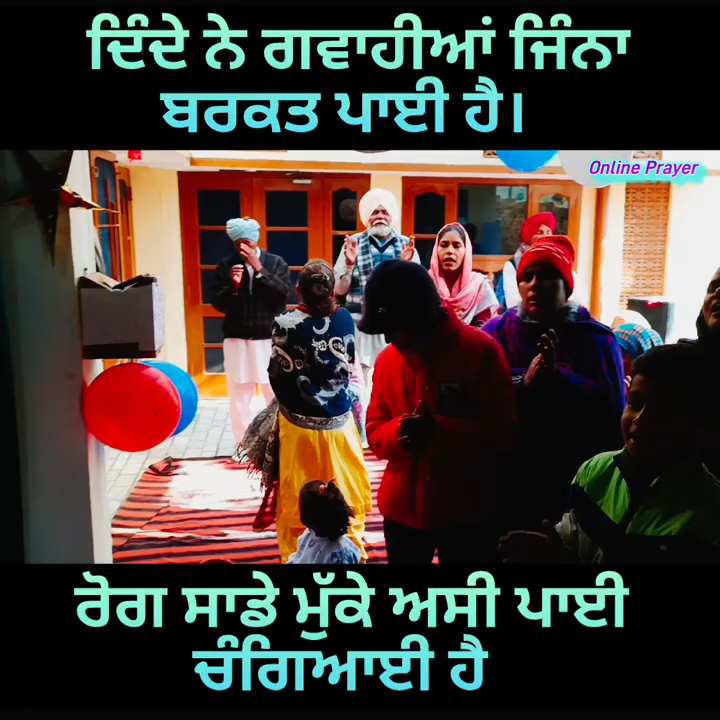 ਦਿੰਦੇ ਨੇ ਗਵਾਹੀਆਂ ਜਿੰਨਾ
ਬਰਕਤ ਪਾਈ ਹੈ।
Online Prayer
ਰੋਗ ਸਾਡੇ ਮੁੱਕੇ ਅਸੀ ਪਾਈ
ਚੰਗਿਆਈ ਹੈ